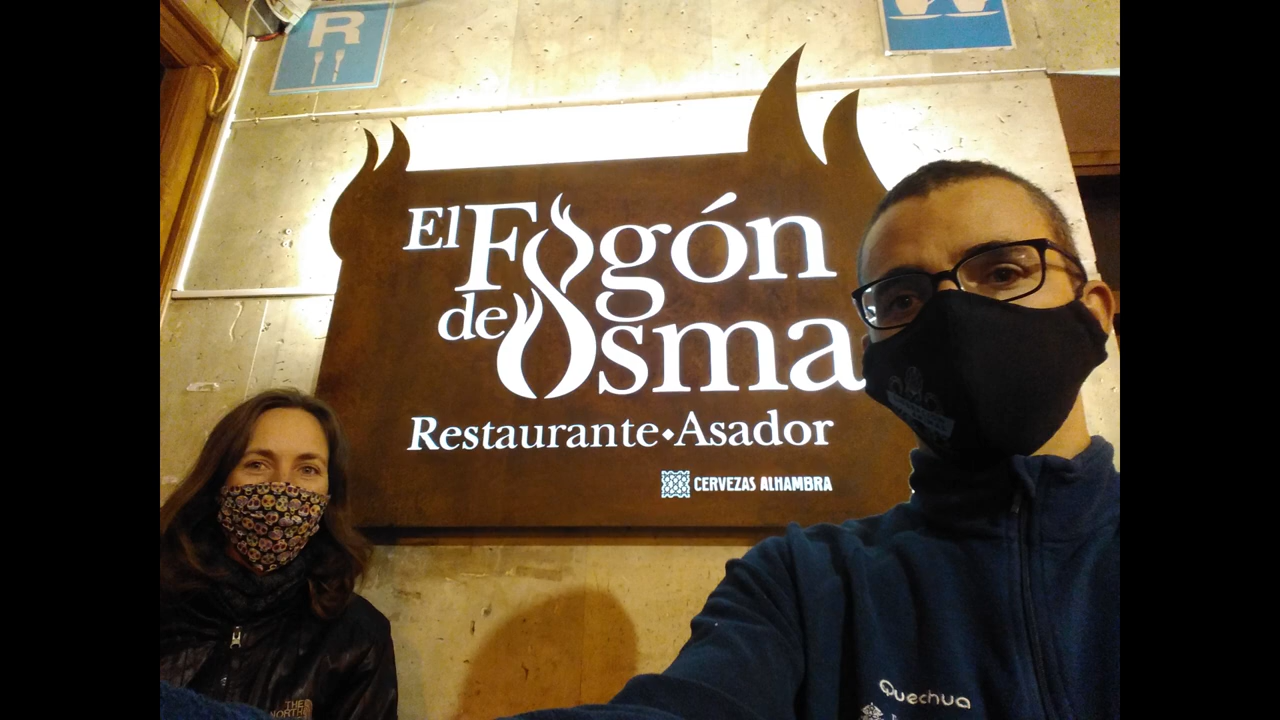 R
El Fogón
de Osma
Restaurante • Asador
CERVEZAS ALHAMBRA
Quechua
THE
NORTH